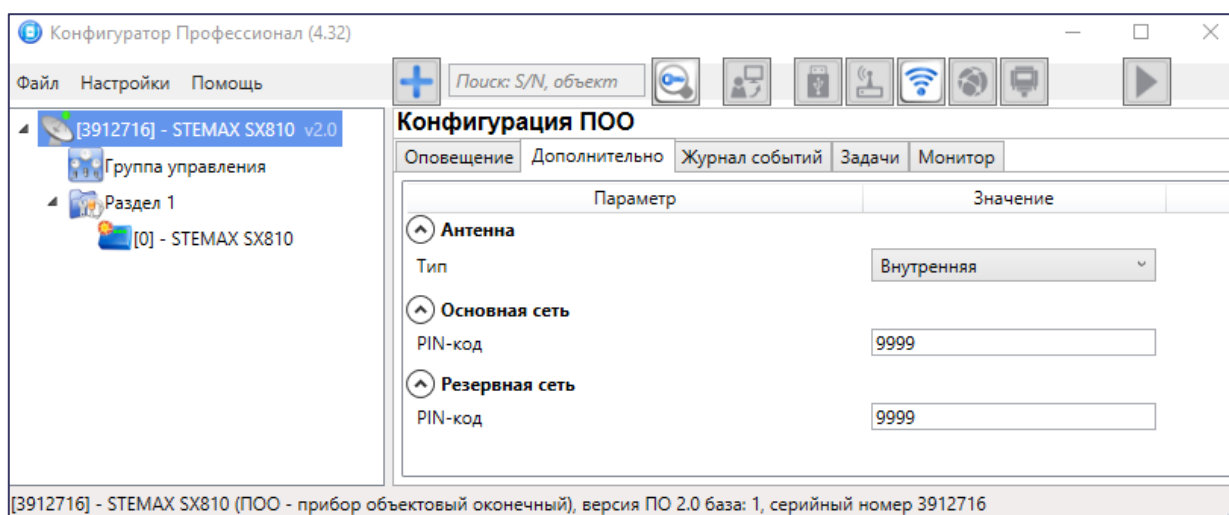 Конфигуратор Профессионал (4.32)
Файл Настройки Помощь
Поиск: S/N, объект
[3912716] - STEMAX SX810 v2.0
Группа управления
Раздел 1
[0] - STEMAX SX810
Конфигурация ПОО
Оповещение Дополнительно Журнал событий Задачи Монитор
Параметр Значение
Антенна
Тип Внутренняя
Основная сеть
PIN-код 9999
Резервная сеть
PIN-код 9999
[3912716] - STEMAX SX810 (ПОО - прибор объектовый оконечный), версия ПО 2.0 база: 1, серийный номер 3912716